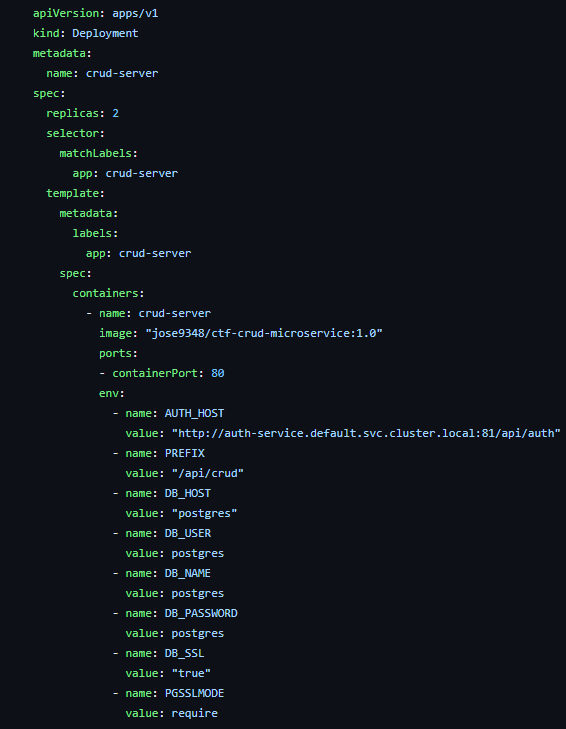 apiVersion: apps/v1
kind: Deployment
metadata:
  name: crud-server
spec:
  replicas: 2
  selector:
    matchLabels:
      app: crud-server
  template:
    metadata:
      labels:
        app: crud-server
    spec:
      containers:
        - name: crud-server
          image: "jose9348/ctf-crud-microservice:1.0"
          ports:
          - containerPort: 80
          env:
            - name: AUTH_HOST
              value: "http://auth-service.default.svc.cluster.local:81/api/auth"
            - name: PREFIX
              value: "/api/crud"
            - name: DB_HOST
              value: "postgres"
            - name: DB_USER
              value: postgres
            - name: DB_NAME
              value: postgres
            - name: DB_PASSWORD
              value: postgres
            - name: DB_SSL
              value: "true"
            - name: PGSSLMODE
              value: require